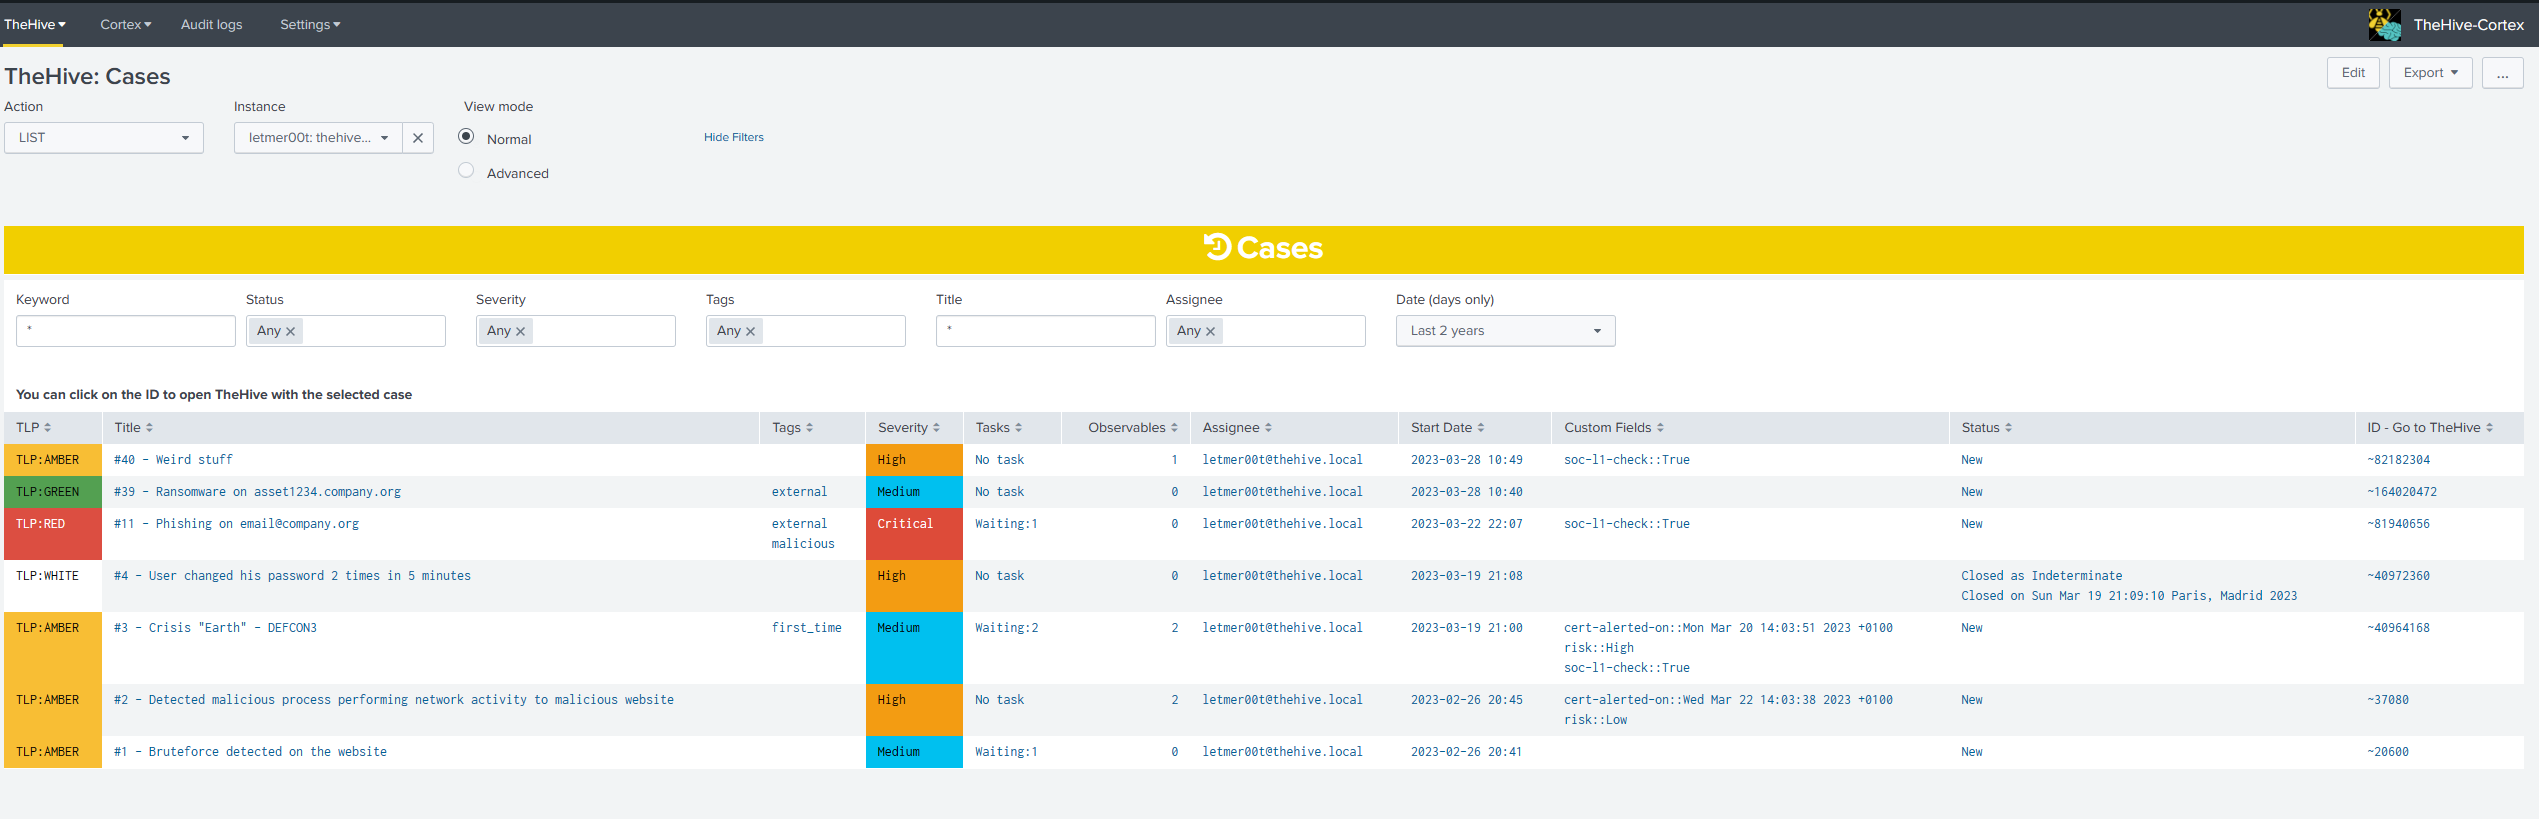 TheHive Cortex Audit logs Settings TheHive-Cortex
TheHive: Cases
Edit Export ...
Action Instance View mode
LIST letmer00t: thehive... Normal Hide Filters
Advanced
Cases
Keyword Status Severity Tags Title Assignee Date (days only)
* Any Any Any * Any Last 2 years
You can click on the ID to open TheHive with the selected case
TLP Title Tags Severity Tasks Observables Assignee Start Date Custom Fields Status ID - Go to TheHive
TLP:AMBER #40 - Weird stuff High No task 1 letmer00t@thehive.local 2023-03-28 10:49 soc-l1-check::True New ~82182304
TLP:GREEN #39 - Ransomware on asset1234.company.org external Medium No task 0 letmer00t@thehive.local 2023-03-28 10:40 New ~164020472
TLP:RED #11 - Phishing on email@company.org external Critical Waiting:1 0 letmer00t@thehive.local 2023-03-22 22:07 soc-l1-check::True New ~81940656
malicious
TLP:WHITE #4 - User changed his password 2 times in 5 minutes High No task 0 letmer00t@thehive.local 2023-03-19 21:08 Closed as Indeterminate ~40972360
Closed on Sun Mar 19 21:09:10 Paris, Madrid 2023
TLP:AMBER #3 - Crisis "Earth" - DEFCON3 first_time Medium Waiting:2 2 letmer00t@thehive.local 2023-03-19 21:00 cert-alerted-on::Mon Mar 20 14:03:51 2023 +0100 New ~40964168
risk::High
soc-l1-check::True
TLP:AMBER #2 - Detected malicious process performing network activity to malicious website High No task 2 letmer00t@thehive.local 2023-02-26 20:45 cert-alerted-on::Wed Mar 22 14:03:38 2023 +0100 New ~37080
risk::Low
TLP:AMBER #1 - Bruteforce detected on the website Medium Waiting:1 0 letmer00t@thehive.local 2023-02-26 20:41 New ~20600